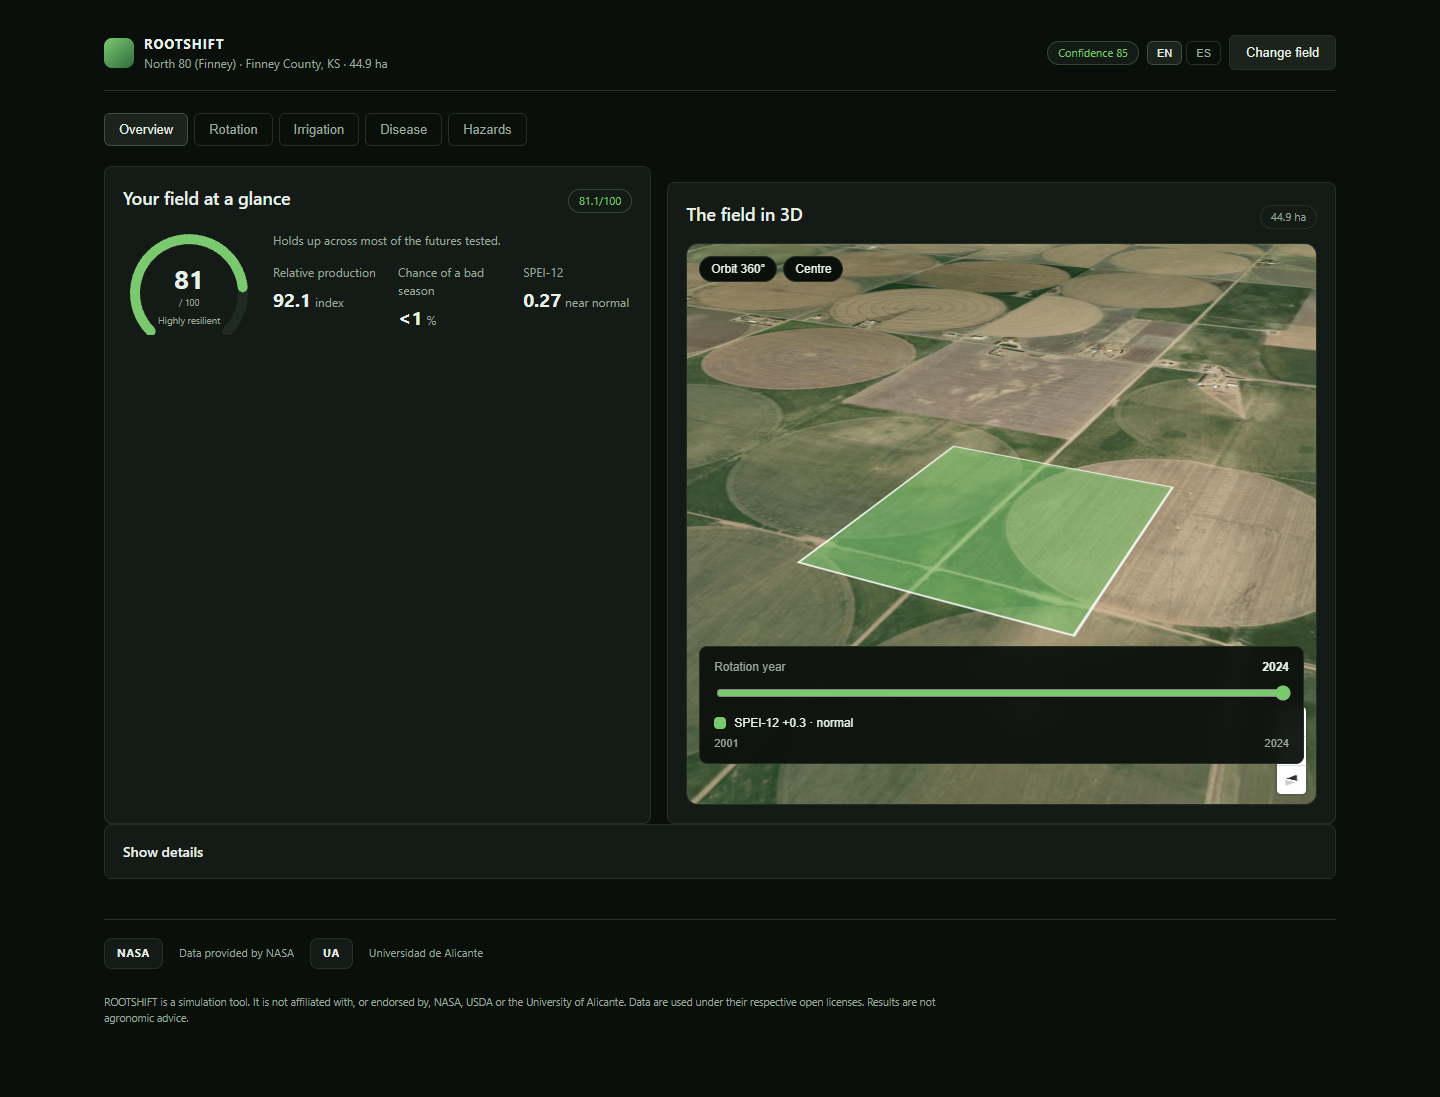 ROOTSHIFT
North 80 (Finney) · Finney County, KS · 44.9 ha
Confidence 85
EN
ES
Change field
Overview
Rotation
Irrigation
Disease
Hazards
Your field at a glance
81.1/100
81
/ 100
Highly resilient
Holds up across most of the futures tested.
Relative production
92.1 index
Chance of a bad
season
<1 %
SPEI-12
0.27 near normal
The field in 3D
44.9 ha
Orbit 360°
Centre
Rotation year
2024
SPEI-12 +0.3 · normal
2001
2024
Show details
NASA
Data provided by NASA
UA
Universidad de Alicante
ROOTSHIFT is a simulation tool. It is not affiliated with, or endorsed by, NASA, USDA or the University of Alicante. Data are used under their respective open licenses. Results are not
agronomic advice.